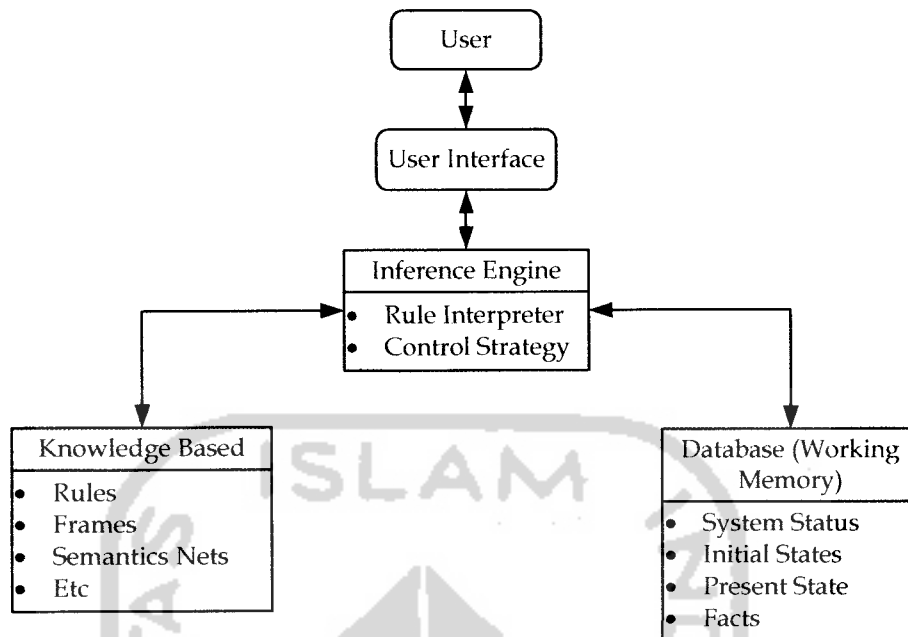 User
User Interface
Inference Engine
• Rule Interpreter
• Control Strategy
Knowledge Based
• Rules
• Frames
• Semantics Nets
• Etc
Database (Working
Memory)
• System Status
• Initial States
• Present State
• Facts
ISLAM